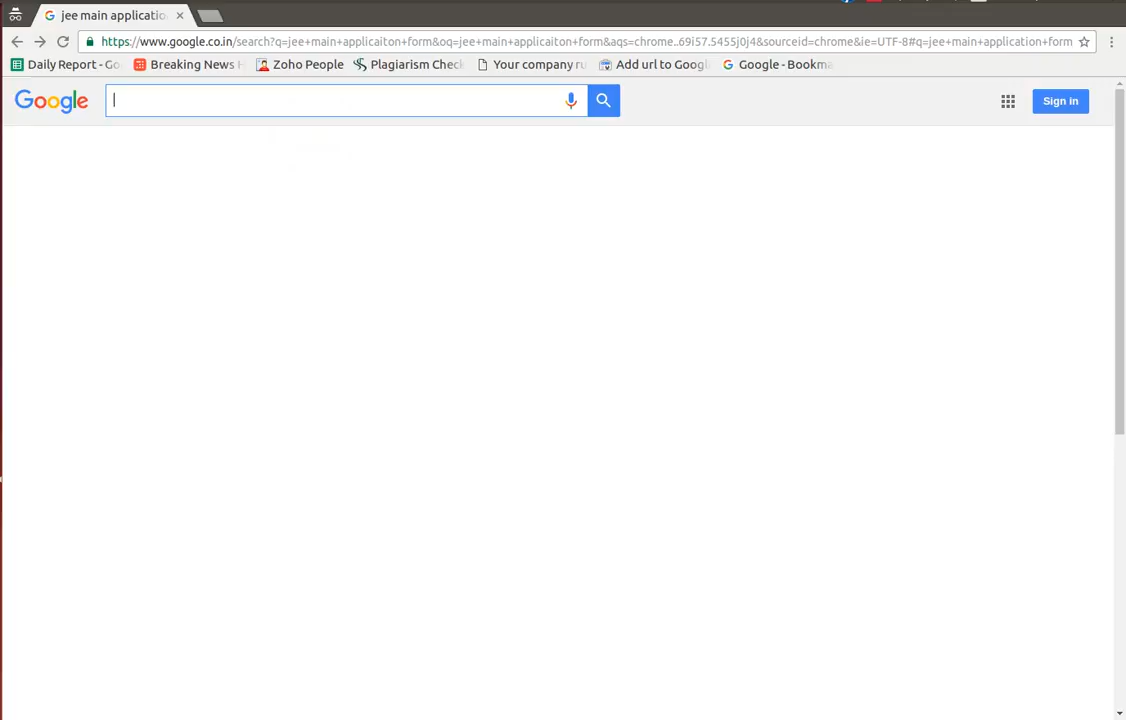 jee main applicatio
https://www.google.co.in/search?q=jee+main+applicaiton+form&oq=jee+main+applicaiton+form&aqs=chrome..69i57.5455j0j4&sourceid=chrome&ie=UTF-8#q=jee+main+application+form
Daily Report - Go Breaking News H Zoho People Plagiarism Check Your company ru Add url to Googl Google - Bookma
Google Sign in